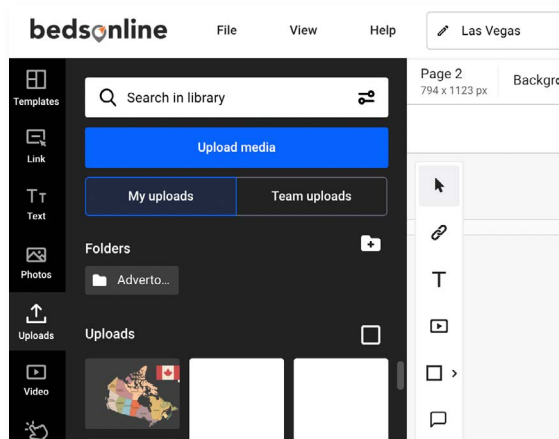 bedsonline
File
View
Help
Las Vegas
Page 2
794 x 1123 px
Templates
Link
Text
Photos
Uploads
Video
Search in library
Upload media
My uploads
Team uploads
Folders
Adverto...
Uploads